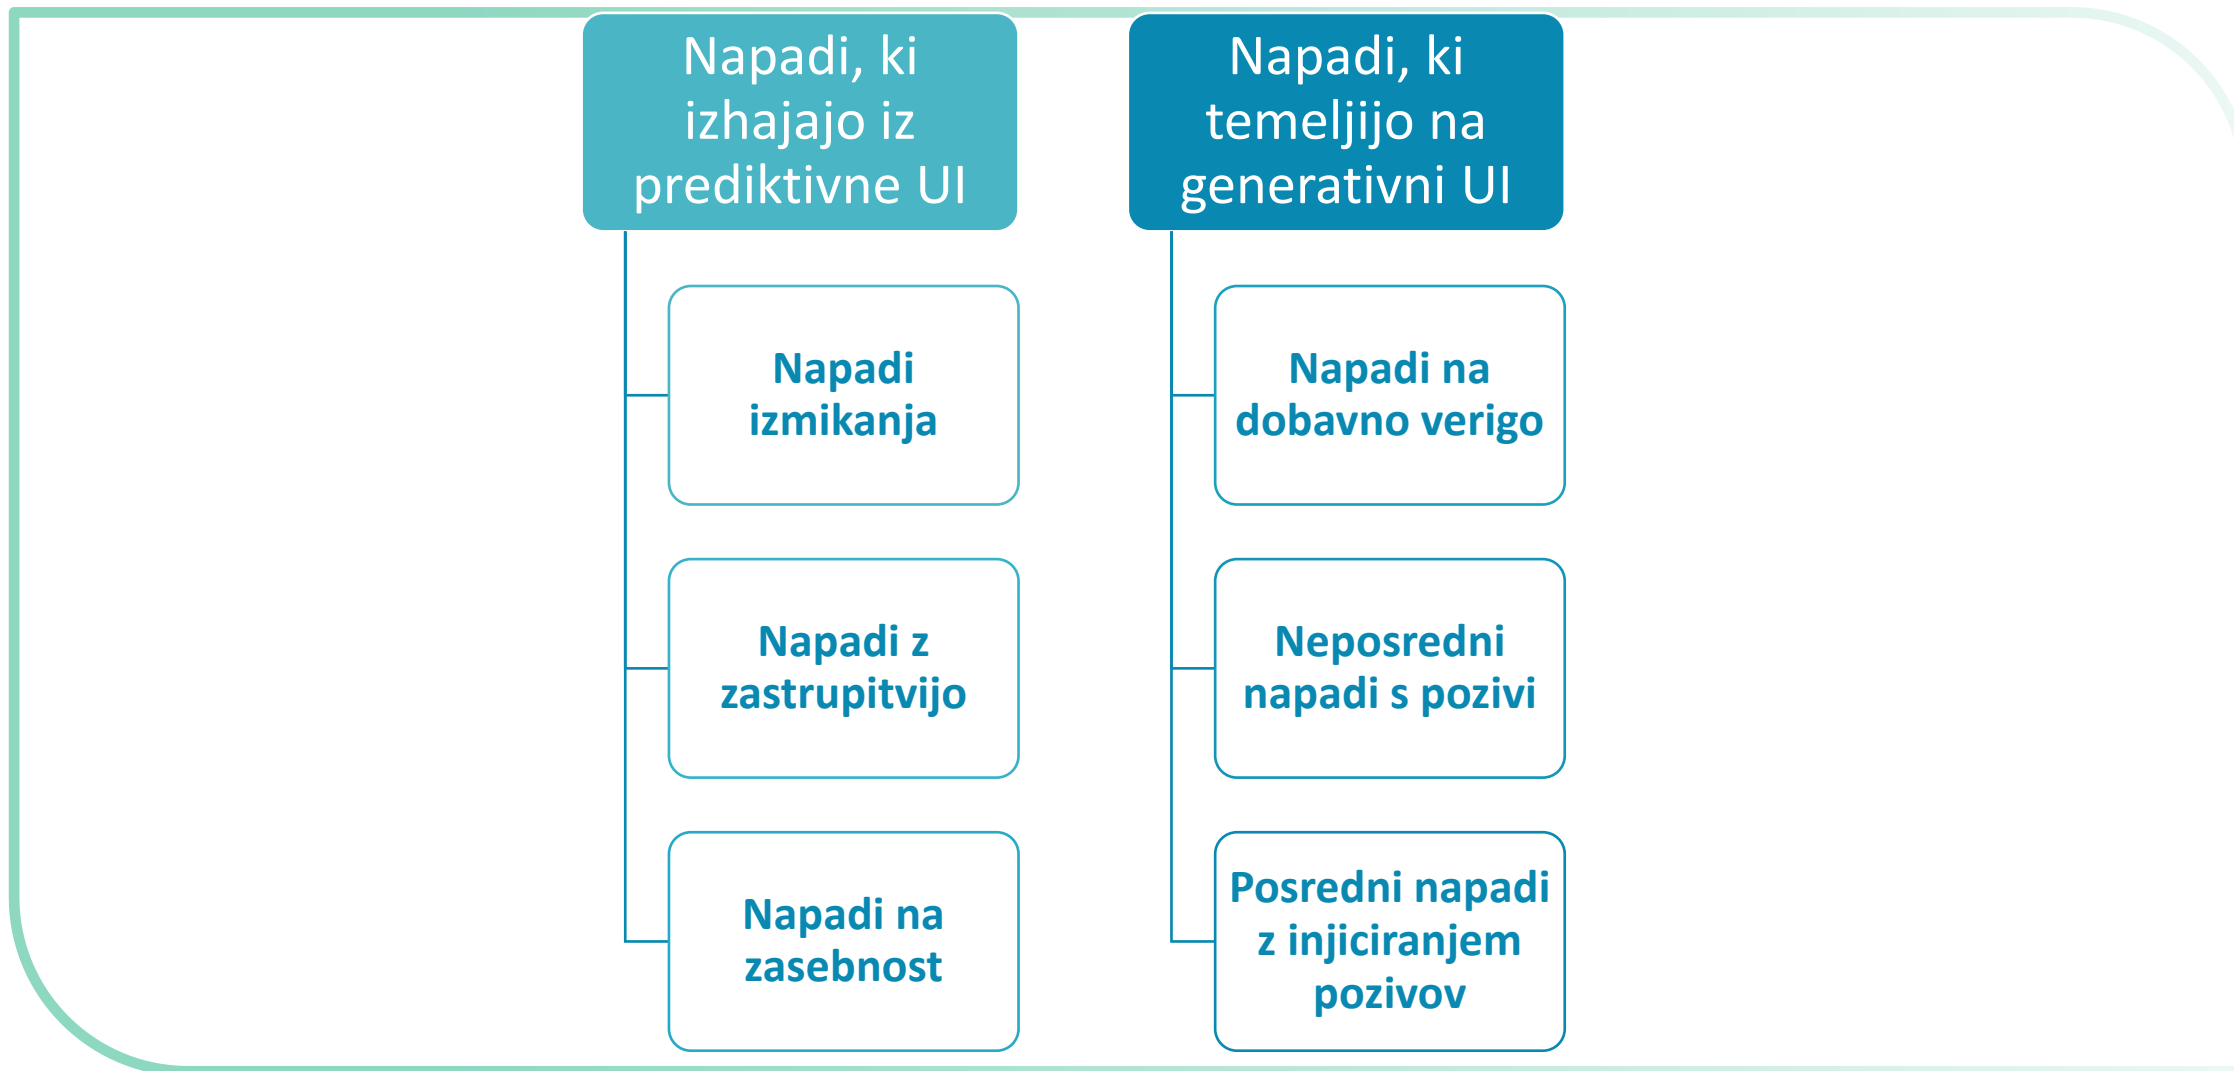 Napadi, ki
izhajajo iz
prediktivne UI
Napadi
izmikanja
Napadi z
zastrupitvijo
Napadi na
zasebnost
Napadi, ki
temeljijo na
generativni UI
Napadi na
dobavno verigo
Neposredni
napadi s pozivi
Posredni napadi
z injiciranjem
pozivov